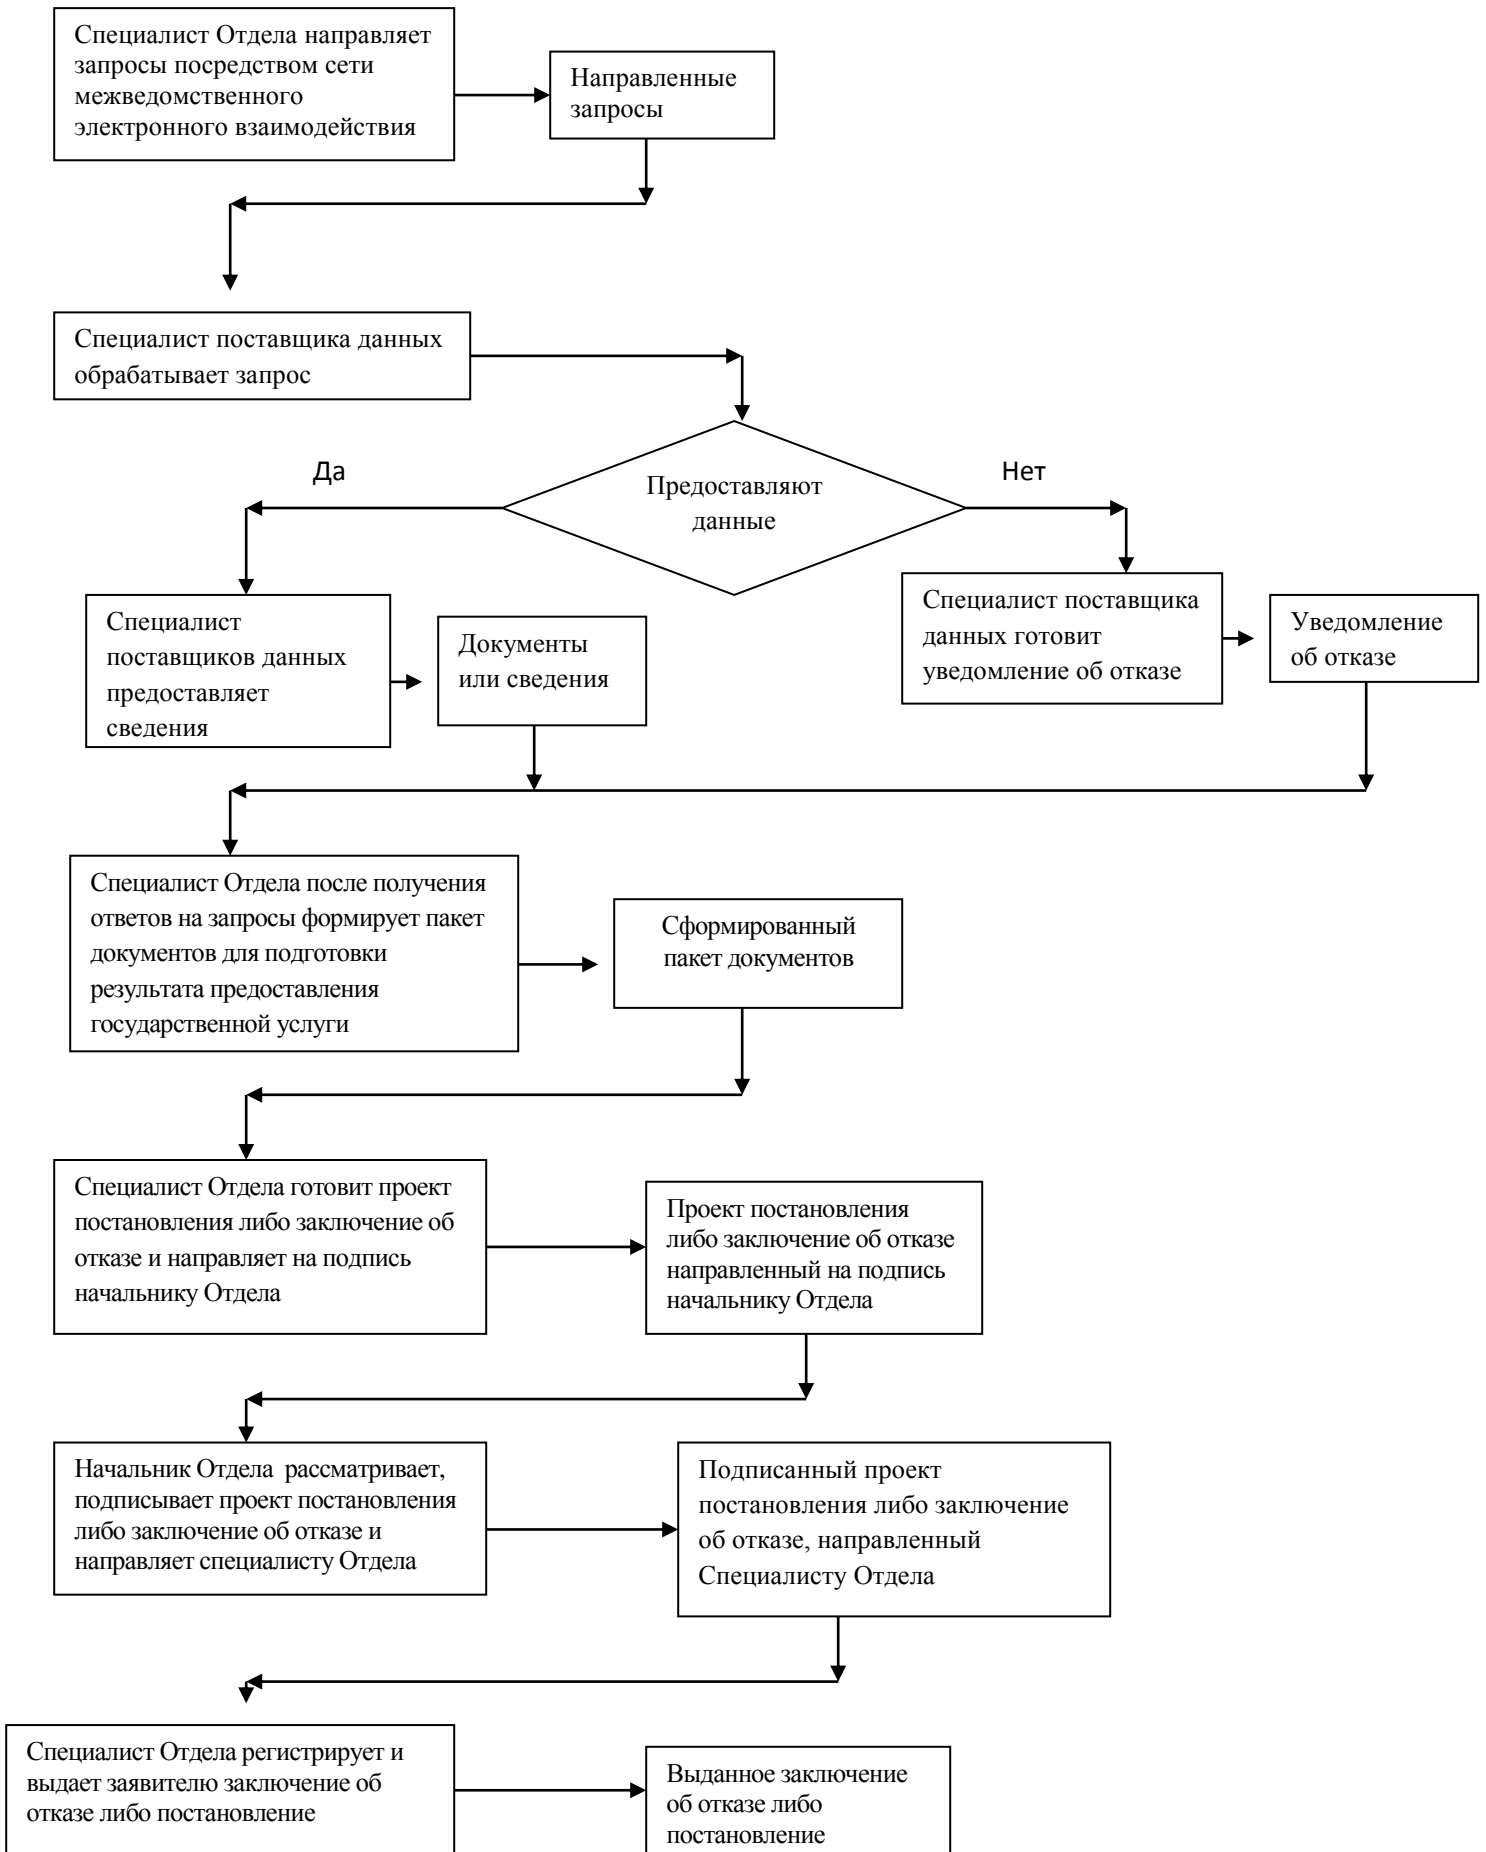 Специалист Отдела направляет
запросы посредством сети
межведомственного
электронного взаимодействия
Направленные
запросы
Специалист поставщика данных
обрабатывает запрос
Да
Предоставляют
данные
Нет
Специалист
поставщиков данных
предоставляет
сведения
Документы
или сведения
Специалист поставщика
данных готовит
уведомление об отказе
Уведомление
об отказе
Специалист Отдела после получения
ответов на запросы формирует пакет
документов для подготовки
результата предоставления
государственной услуги
Сформированный
пакет документов
Специалист Отдела готовит проект
постановления либо заключение об
отказе и направляет на подпись
начальнику Отдела
Проект постановления
либо заключение об отказе
направленный на подпись
начальнику Отдела
Начальник Отдела  рассматривает,
подписывает проект постановления
либо заключение об отказе и
направляет специалисту Отдела
Подписанный проект
постановления либо заключение
об отказе, направленный
Специалисту Отдела
Специалист Отдела регистрирует и
выдает заявителю заключение об
отказе либо постановление
Выданное заключение
об отказе либо
постановление